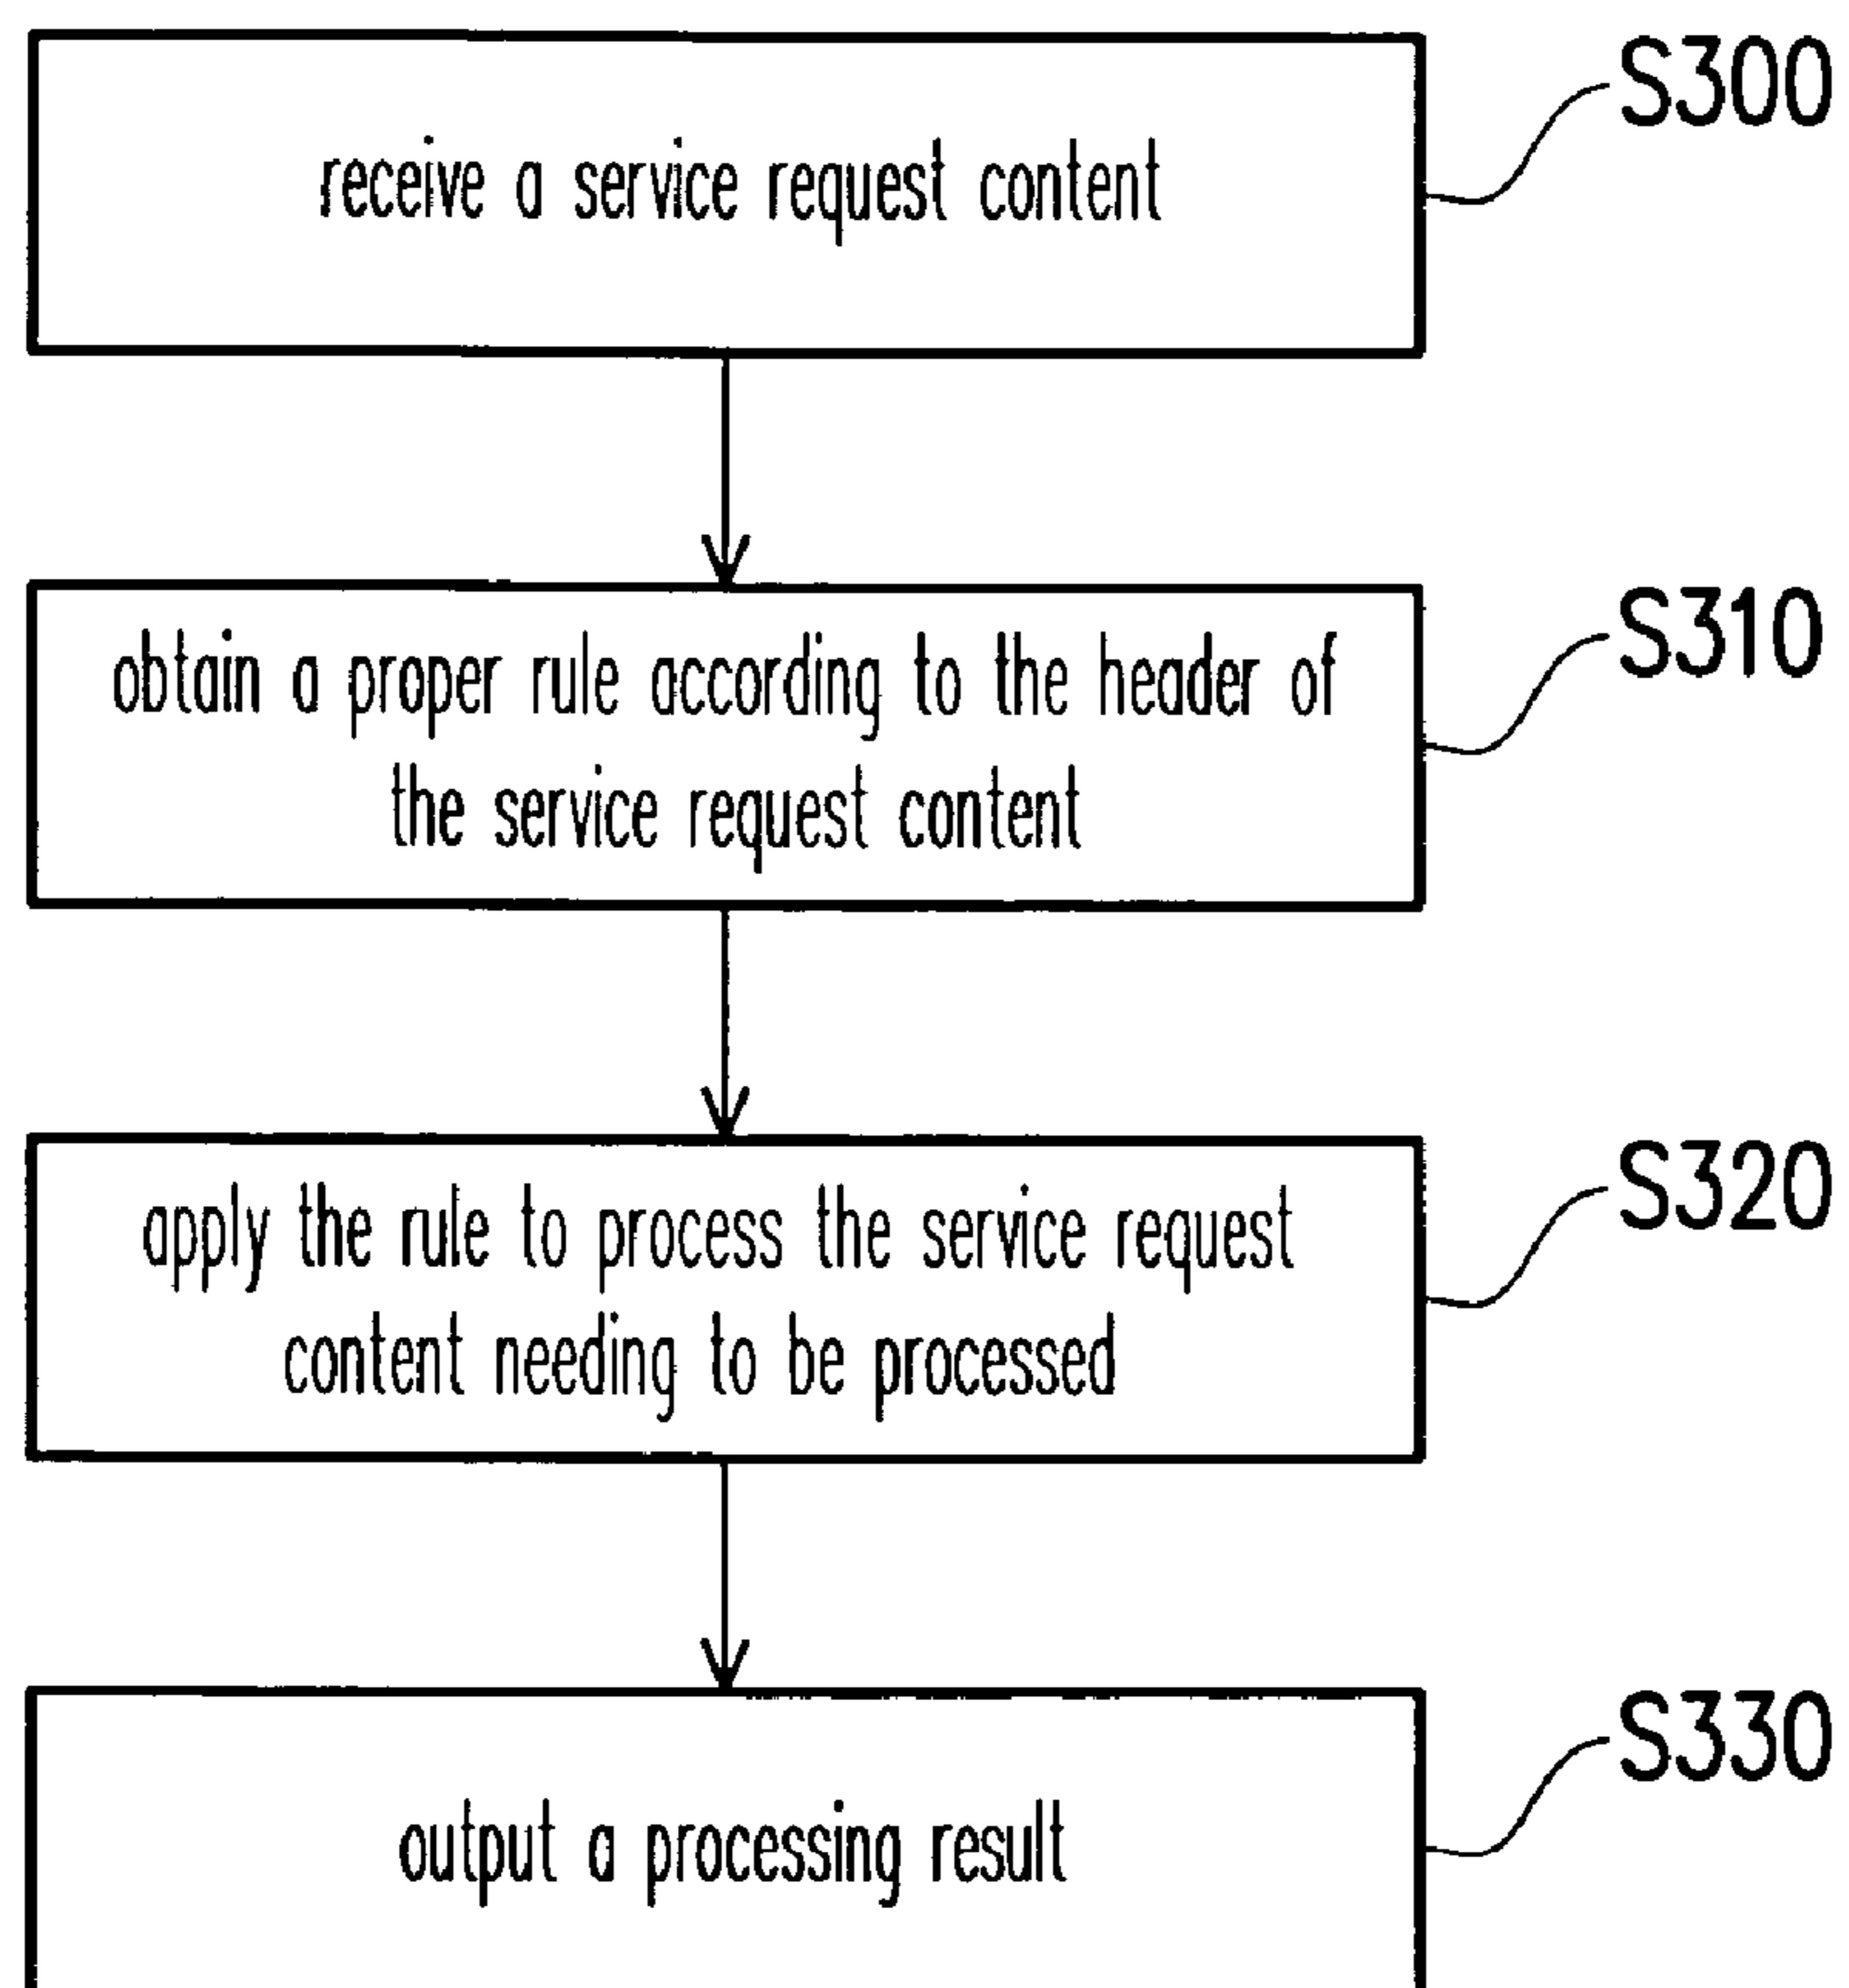 receive a service request content
S300
obtain a proper rule according to the header of
the service request content
S310
apply the rule to process the service request
content needing to be processed
S320
output a processing result
S330